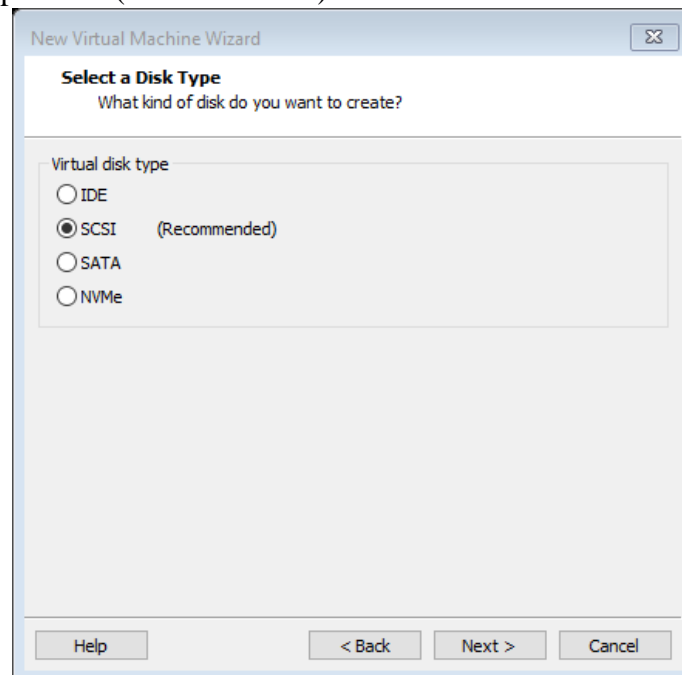 New Virtual Machine Wizard
Select a Disk Type
What kind of disk do you want to create?
Virtual disk type
IDE
SCSI (Recommended)
SATA
NVMe
Help < Back Next > Cancel